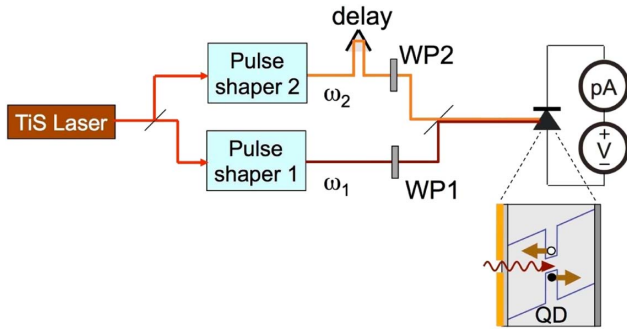 delay
WP2
Pulse
shaper 2
ω₂
pA
TiS Laser
+
V
−
Pulse
shaper 1
ω₁
WP1
QD